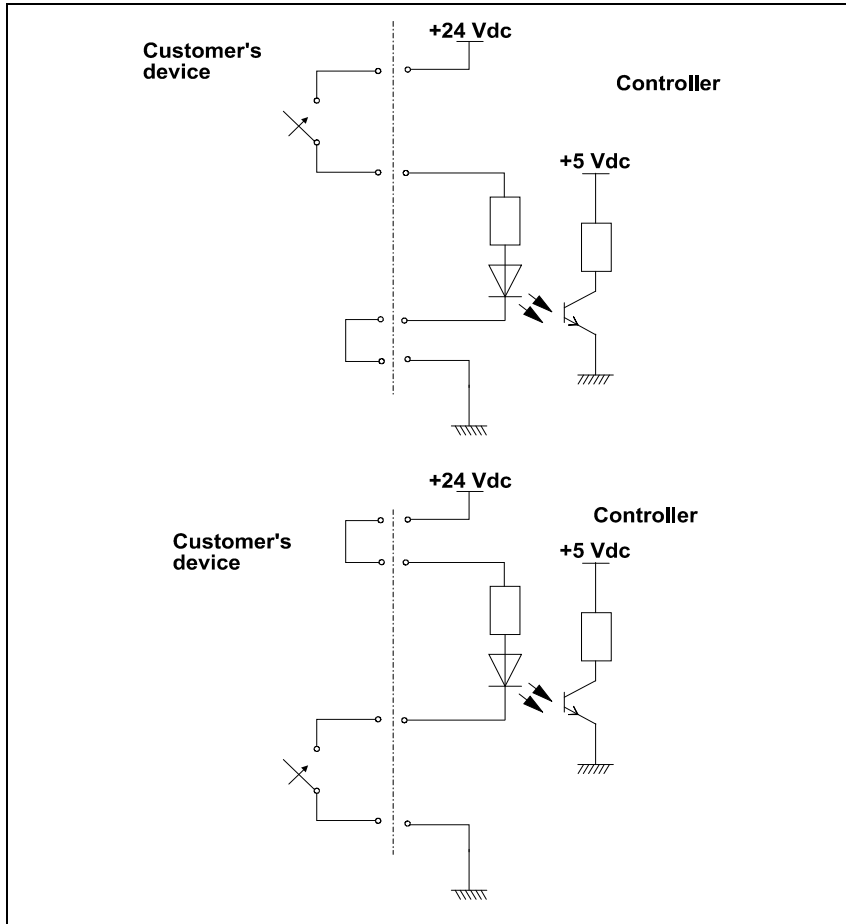 +24 Vdc
Customer's
device
Controller
+5 Vdc
+24 Vdc
Controller
Customer's
device
+5 Vdc